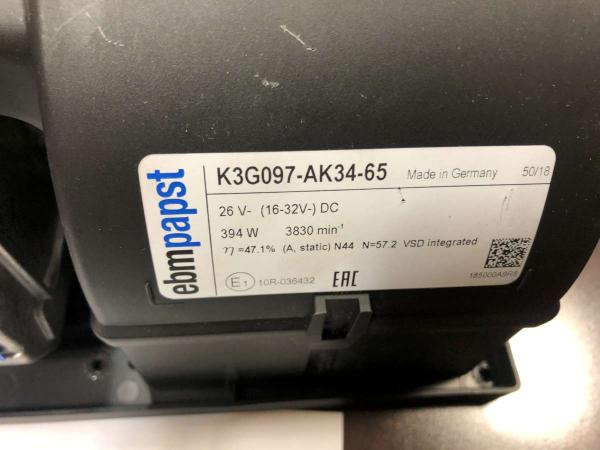 ebmpapst
K3G097-AK34-65 Made in Germany 50/18
26 V- (16-32V-) DC
394 W 3830 min⁻¹
?? =47.1% (A, static) N44 N=57.2 VSD integrated
E1 10R-036432 EAC